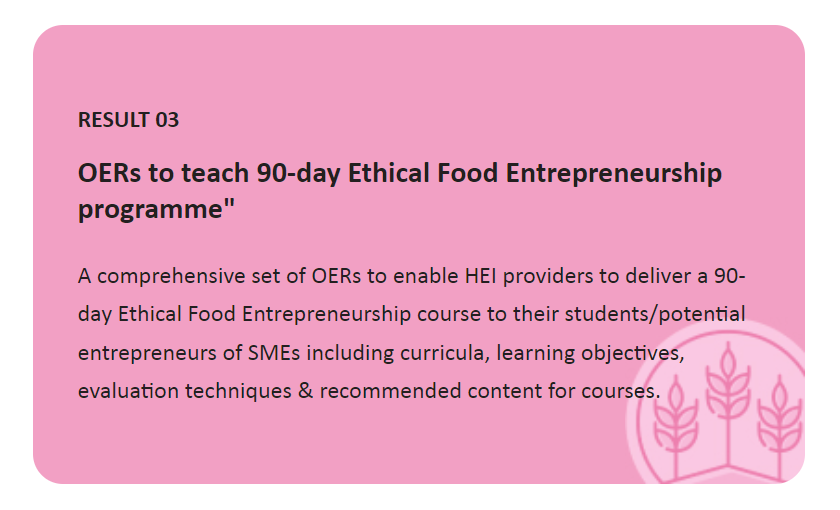 RESULT 03
OERs to teach 90-day Ethical Food Entrepreneurship
programme"
A comprehensive set of OERs to enable HEI providers to deliver a 90-
day Ethical Food Entrepreneurship course to their students/potential
entrepreneurs of SMEs including curricula, learning objectives,
evaluation techniques & recommended content for courses.